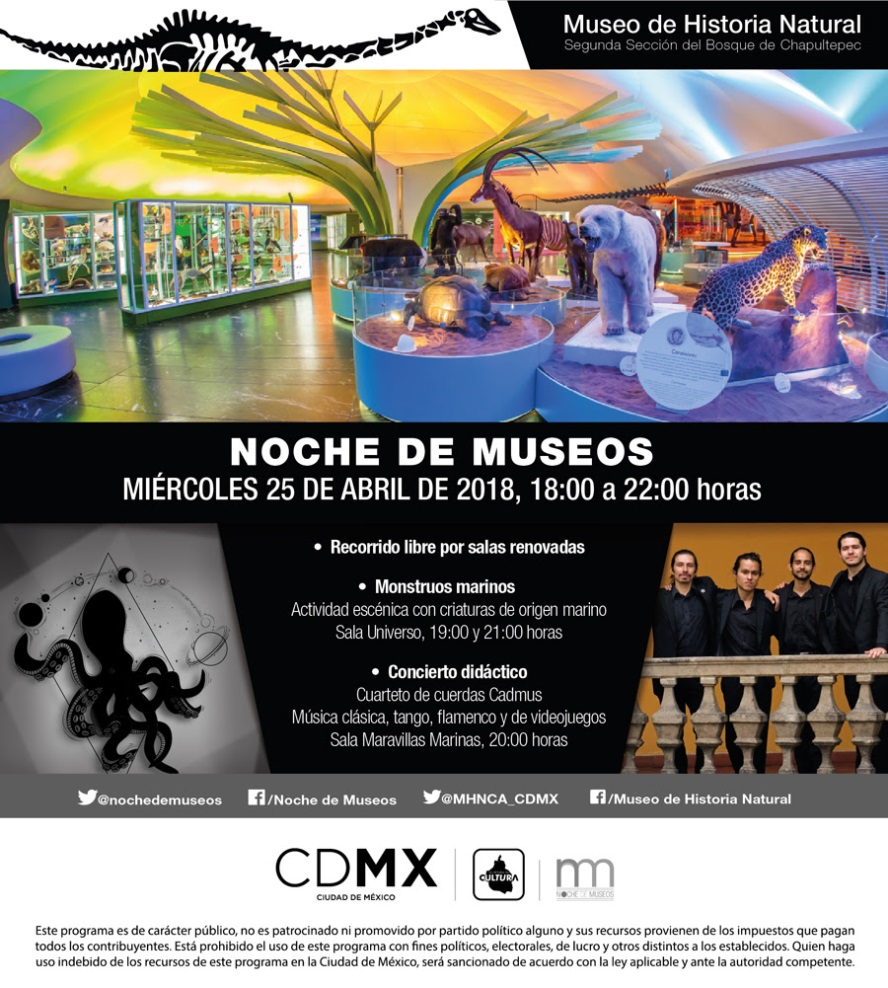 Museo de Historia Natural
Segunda Sección del Bosque de Chapultepec
NOCHE DE MUSEOS
MIÉRCOLES 25 DE ABRIL DE 2018, 18:00 a 22:00 horas
• Recorrido libre por salas renovadas
• Monstruos marinos
Actividad escénica con criaturas de origen marino
Sala Universo, 19:00 y 21:00 horas
• Concierto didáctico
Cuarteto de cuerdas Cadmus
Música clásica, tango, flamenco y de videojuegos
Sala Maravillas Marinas, 20:00 horas
@nochedemuseos /Noche de Museos @MHNCA_CDMX /Museo de Historia Natural
CDMX
CIUDAD DE MÉXICO
CULTURA
NOCHE DE MUSEOS
Este programa es de carácter público, no es patrocinado ni promovido por partido político alguno y sus recursos provienen de los impuestos que pagan
todos los contribuyentes. Está prohibido el uso de este programa con fines políticos, electorales, de lucro y otros distintos a los establecidos. Quien haga
uso indebido de los recursos de este programa en la Ciudad de México, será sancionado de acuerdo con la ley aplicable y ante la autoridad competente.